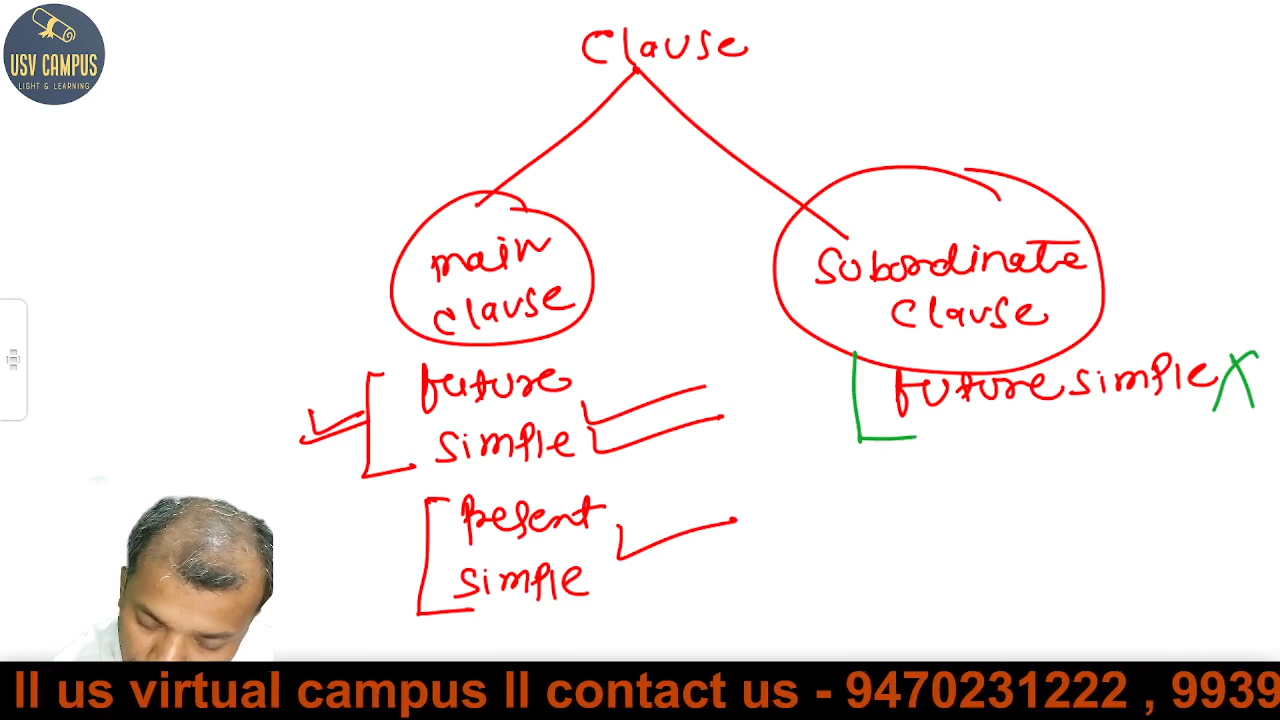 USV CAMPUS
LIGHT & LEARNING
Clause
main
clause
Subordinate
Clause
future
simple
future simple X
Present
simple
ll us virtual campus ll contact us - 9470231222 , 9939